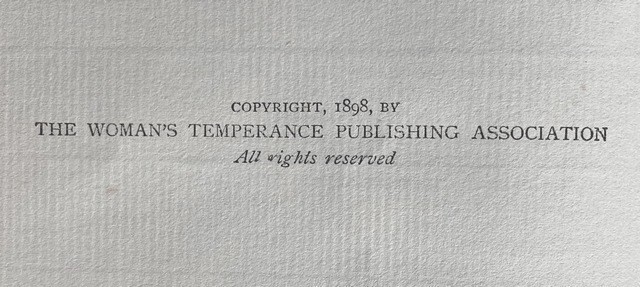 COPYRIGHT, 1898, BY
THE WOMAN'S TEMPERANCE PUBLISHING ASSOCIATION
All rights reserved